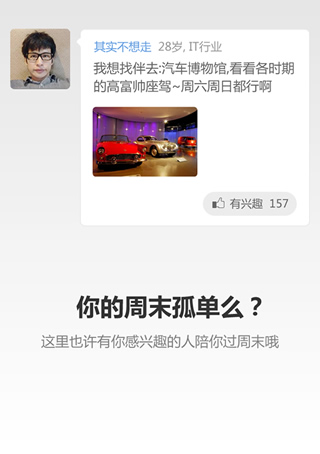 其实不想走 28岁, IT行业
我想找伴去:汽车博物馆,看看各时期
的高富帅座驾~周六周日都行啊
有兴趣 157
你的周末孤单么？
这里也许有你感兴趣的人陪你过周末哦